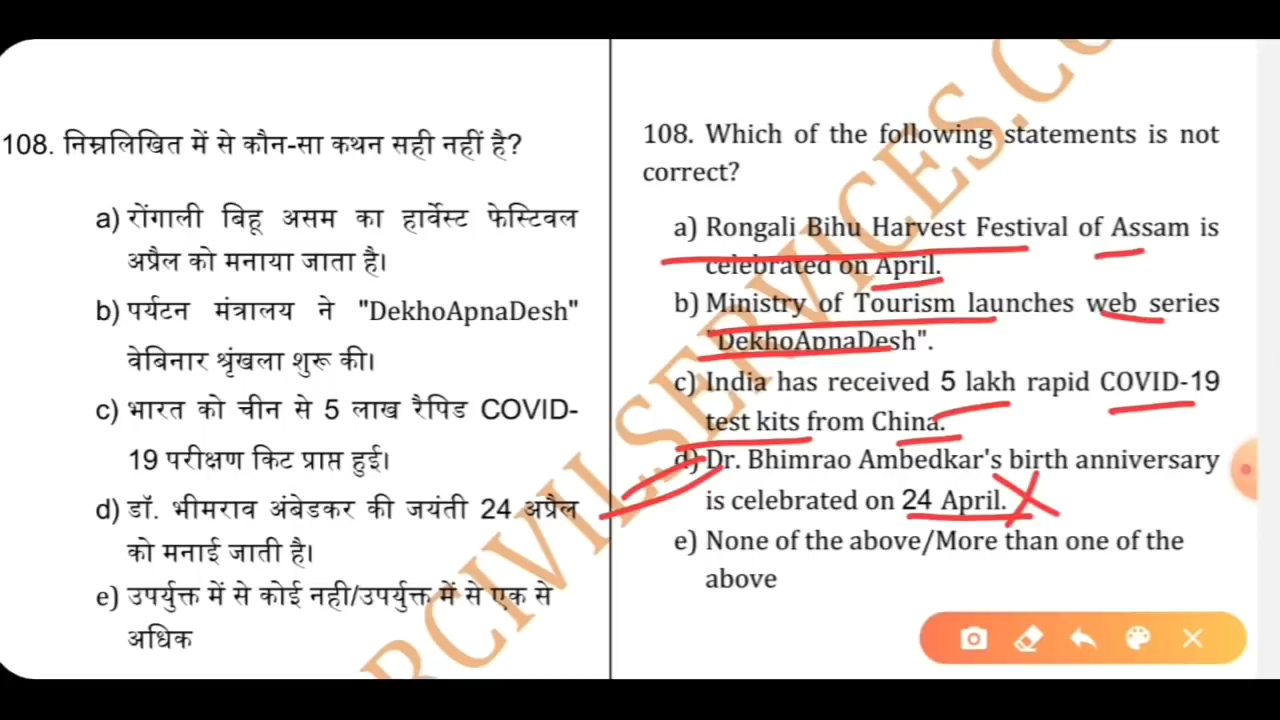 108. निम्नलिखित में से कौन-सा कथन सही नहीं है?
a) रोंगाली बिहू असम का हार्वेस्ट फेस्टिवल
अप्रैल को मनाया जाता है।
b) पर्यटन मंत्रालय ने "DekhoApnaDesh"
वेबिनार श्रृंखला शुरू की।
c) भारत को चीन से 5 लाख रैपिड COVID-
19 परीक्षण किट प्राप्त हुई।
d) डॉ. भीमराव अंबेडकर की जयंती 24 अप्रैल
को मनाई जाती है।
e) उपर्युक्त में से कोई नही/उपर्युक्त में से एक से
अधिक
108. Which of the following statements is not
correct?
a) Rongali Bihu Harvest Festival of Assam is
celebrated on April.
b) Ministry of Tourism launches web series
"DekhoApnaDesh".
c) India has received 5 lakh rapid COVID-19
test kits from China.
d) Dr. Bhimrao Ambedkar's birth anniversary
is celebrated on 24 April.
e) None of the above/More than one of the
above
RCIVILSERVICES.CO